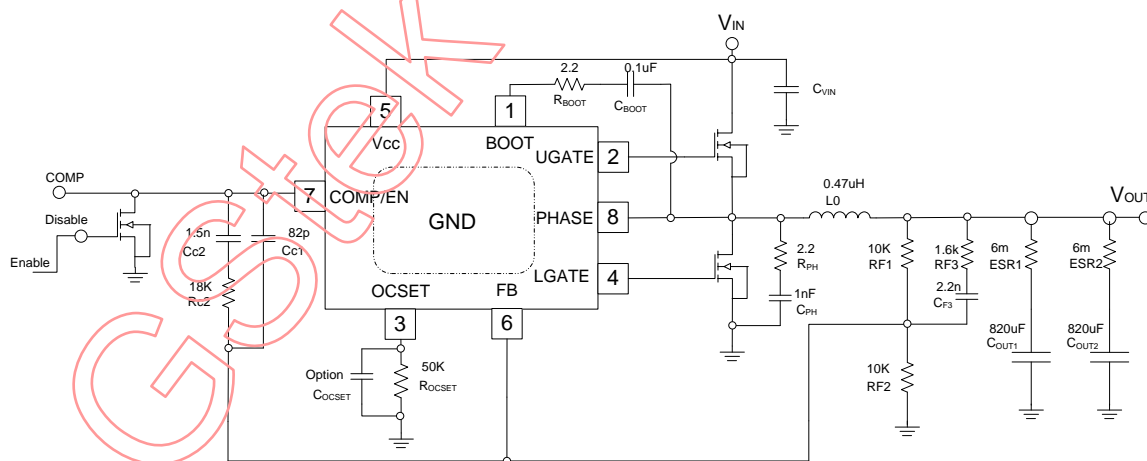 VIN
2.2
0.1uF
RBOOT
CBOOT
CVIN
5
1
Vcc
BOOT
UGATE
2
COMP
7
COMP/EN
GND
PHASE
8
0.47uH
L0
VOUT
Disable
Enable
1.5n
Cc2
82p
Cc1
18K
Rc2
LGATE
4
OCSET
FB
3
6
2.2
RPH
1nF
CPH
10K
RF1
1.6k
RF3
2.2n
CF3
6m
ESR1
6m
ESR2
820uF
COUT1
820uF
COUT2
Option
COCSET
50K
ROCSET
10K
RF2
Gstek